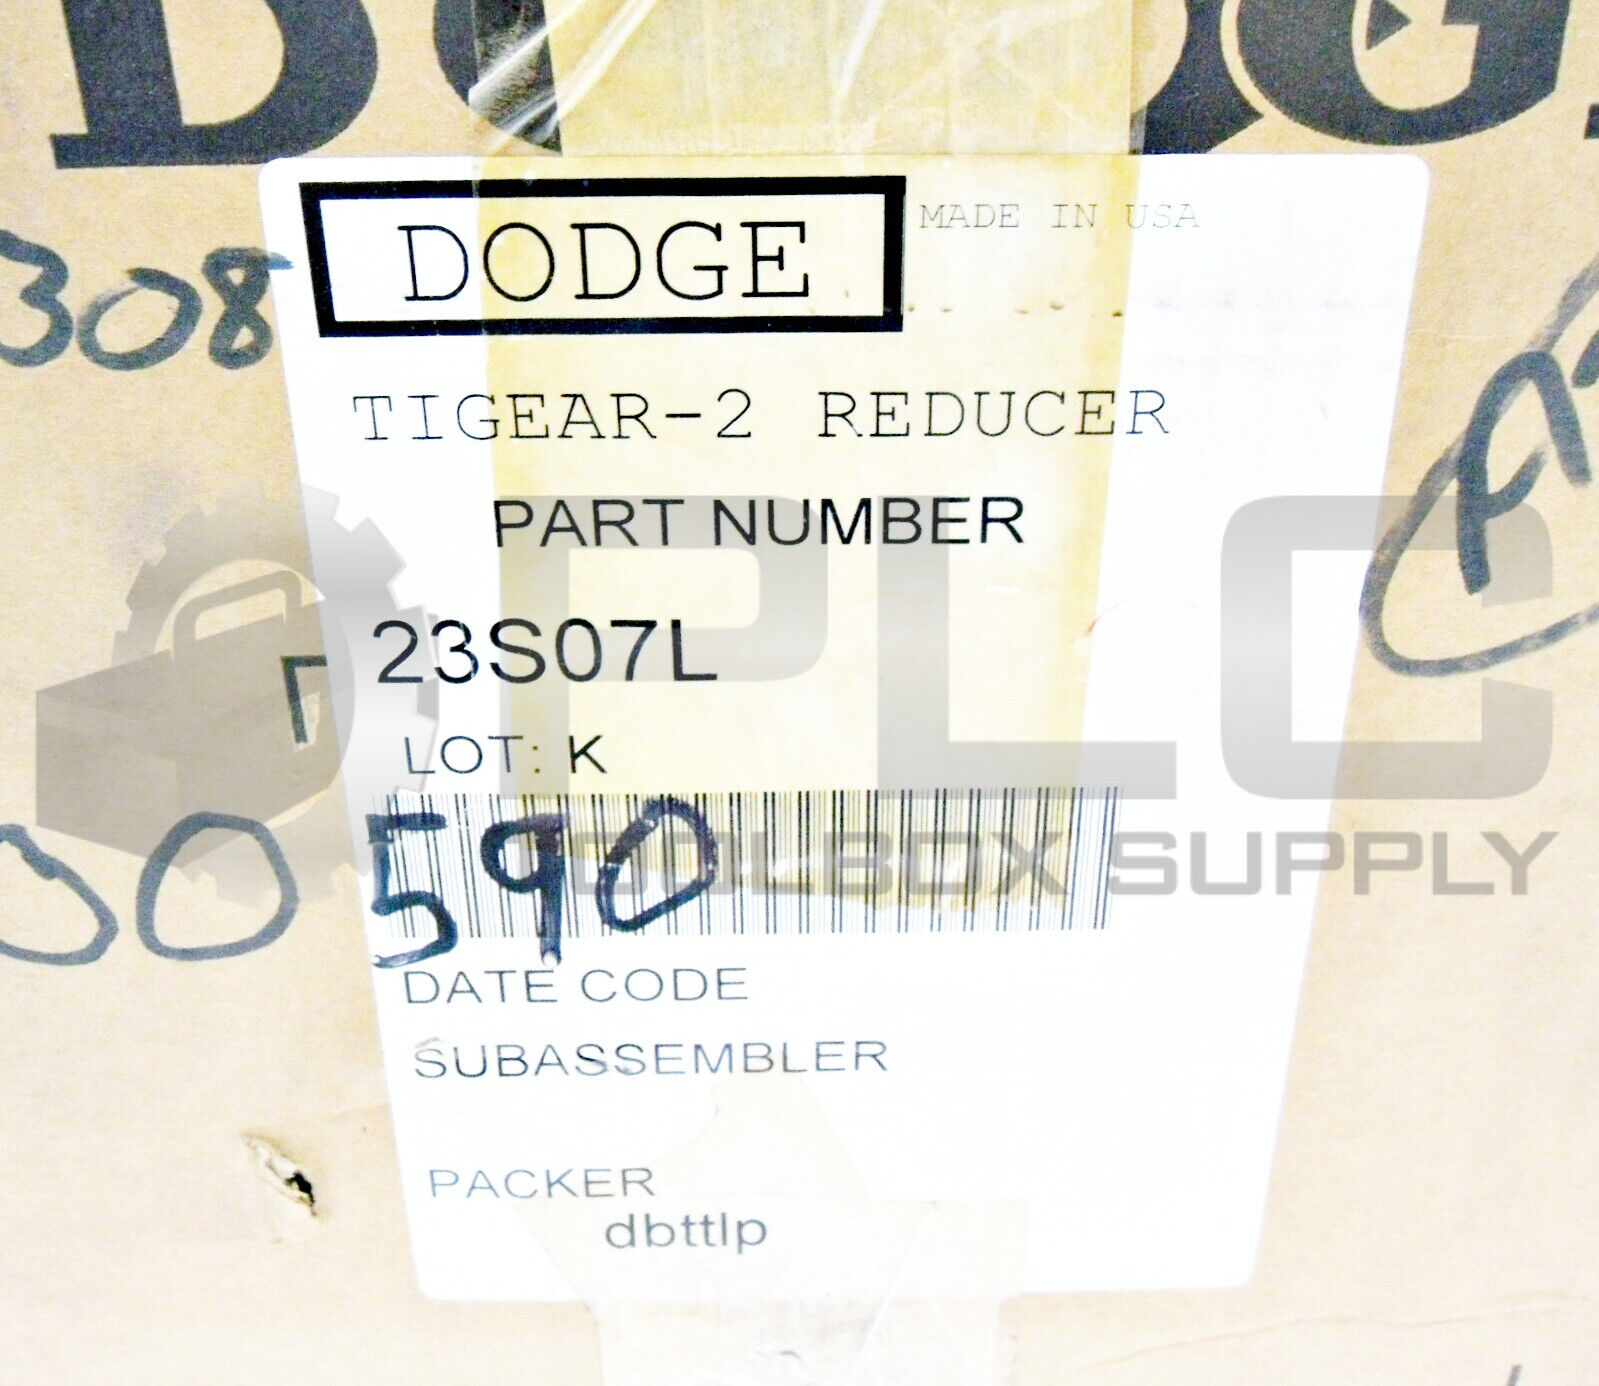 DODGE
MADE IN USA
308
TIGEAR-2 REDUCER
PART NUMBER
23S07L
LOT: K
590
PLC
TOOLBOX SUPPLY
DATE CODE
SUBASSEMBLER
PACKER
dbttlp